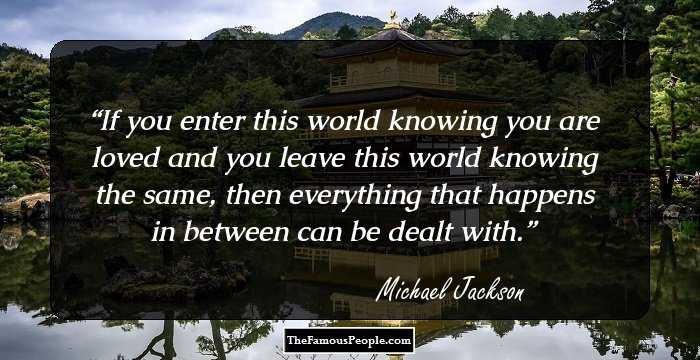 “If you enter this world knowing you are
loved and you leave this world knowing
the same, then everything that happens
in between can be dealt with.”
Michael Jackson
TheFamousPeople.com